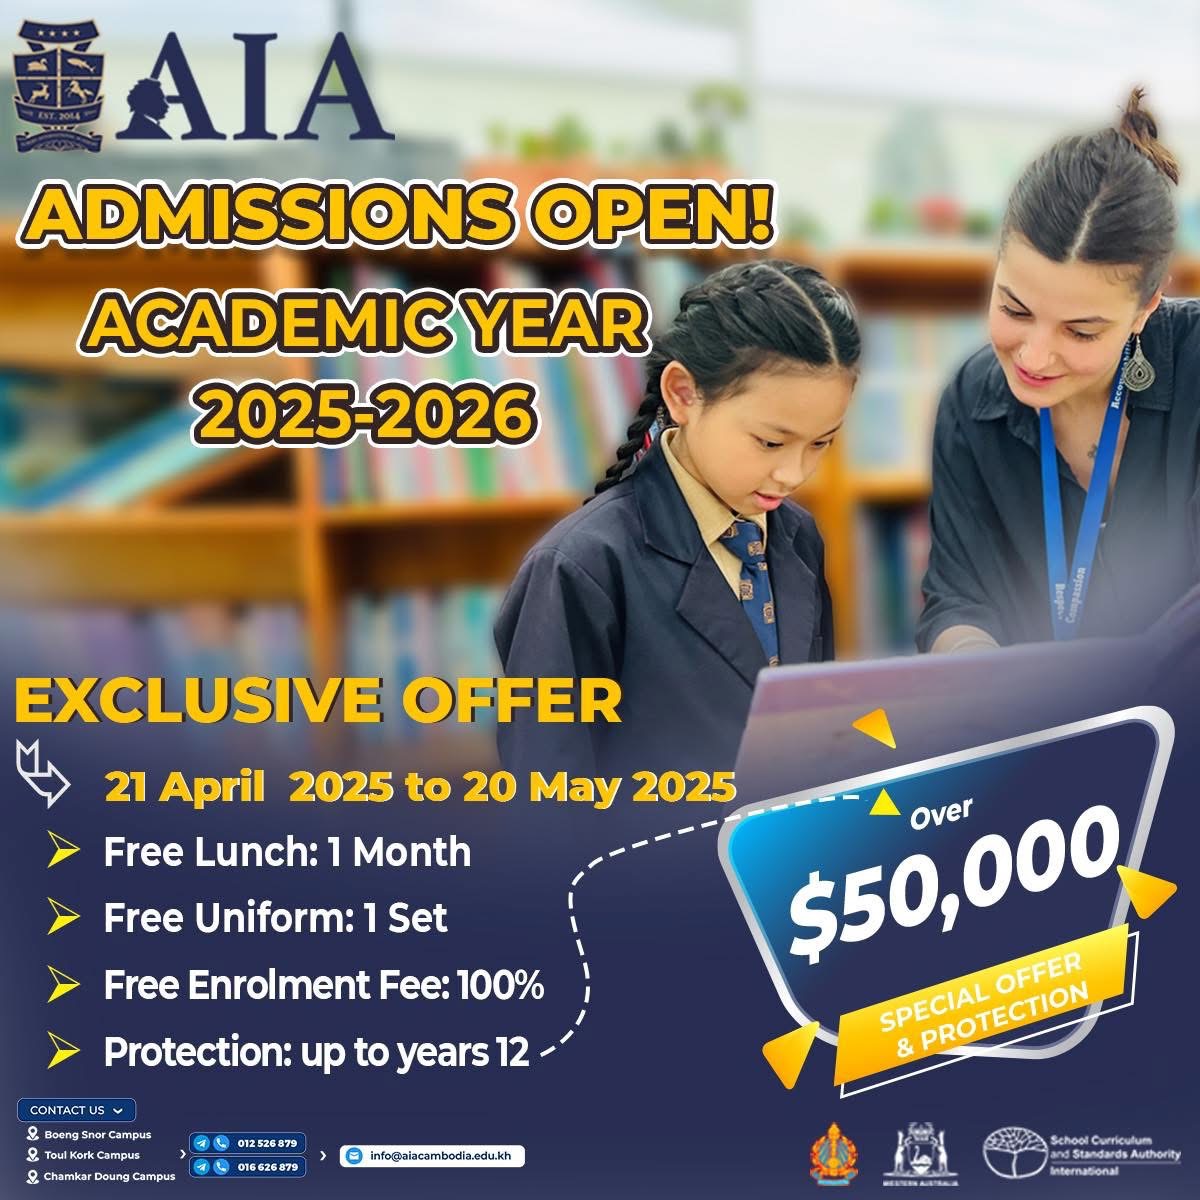 EST. 2014
AIA
ADMISSIONS OPEN!
ACADEMIC YEAR
2025-2026
Compassion
EXCLUSIVE OFFER
21 April 2025 to 20 May 2025
Free Lunch: 1 Month
Free Uniform: 1 Set
Free Enrolment Fee: 100%
Protection: up to years 12
Over
$50,000
SPECIAL OFFER
& PROTECTION
CONTACT US
Boeng Snor Campus
Toul Kork Campus
Chamkar Doung Campus
012 526 879
016 626 879
info@aiacambodia.edu.kh
WESTERN AUSTRALIA
School Curriculum
and Standards Authority
International